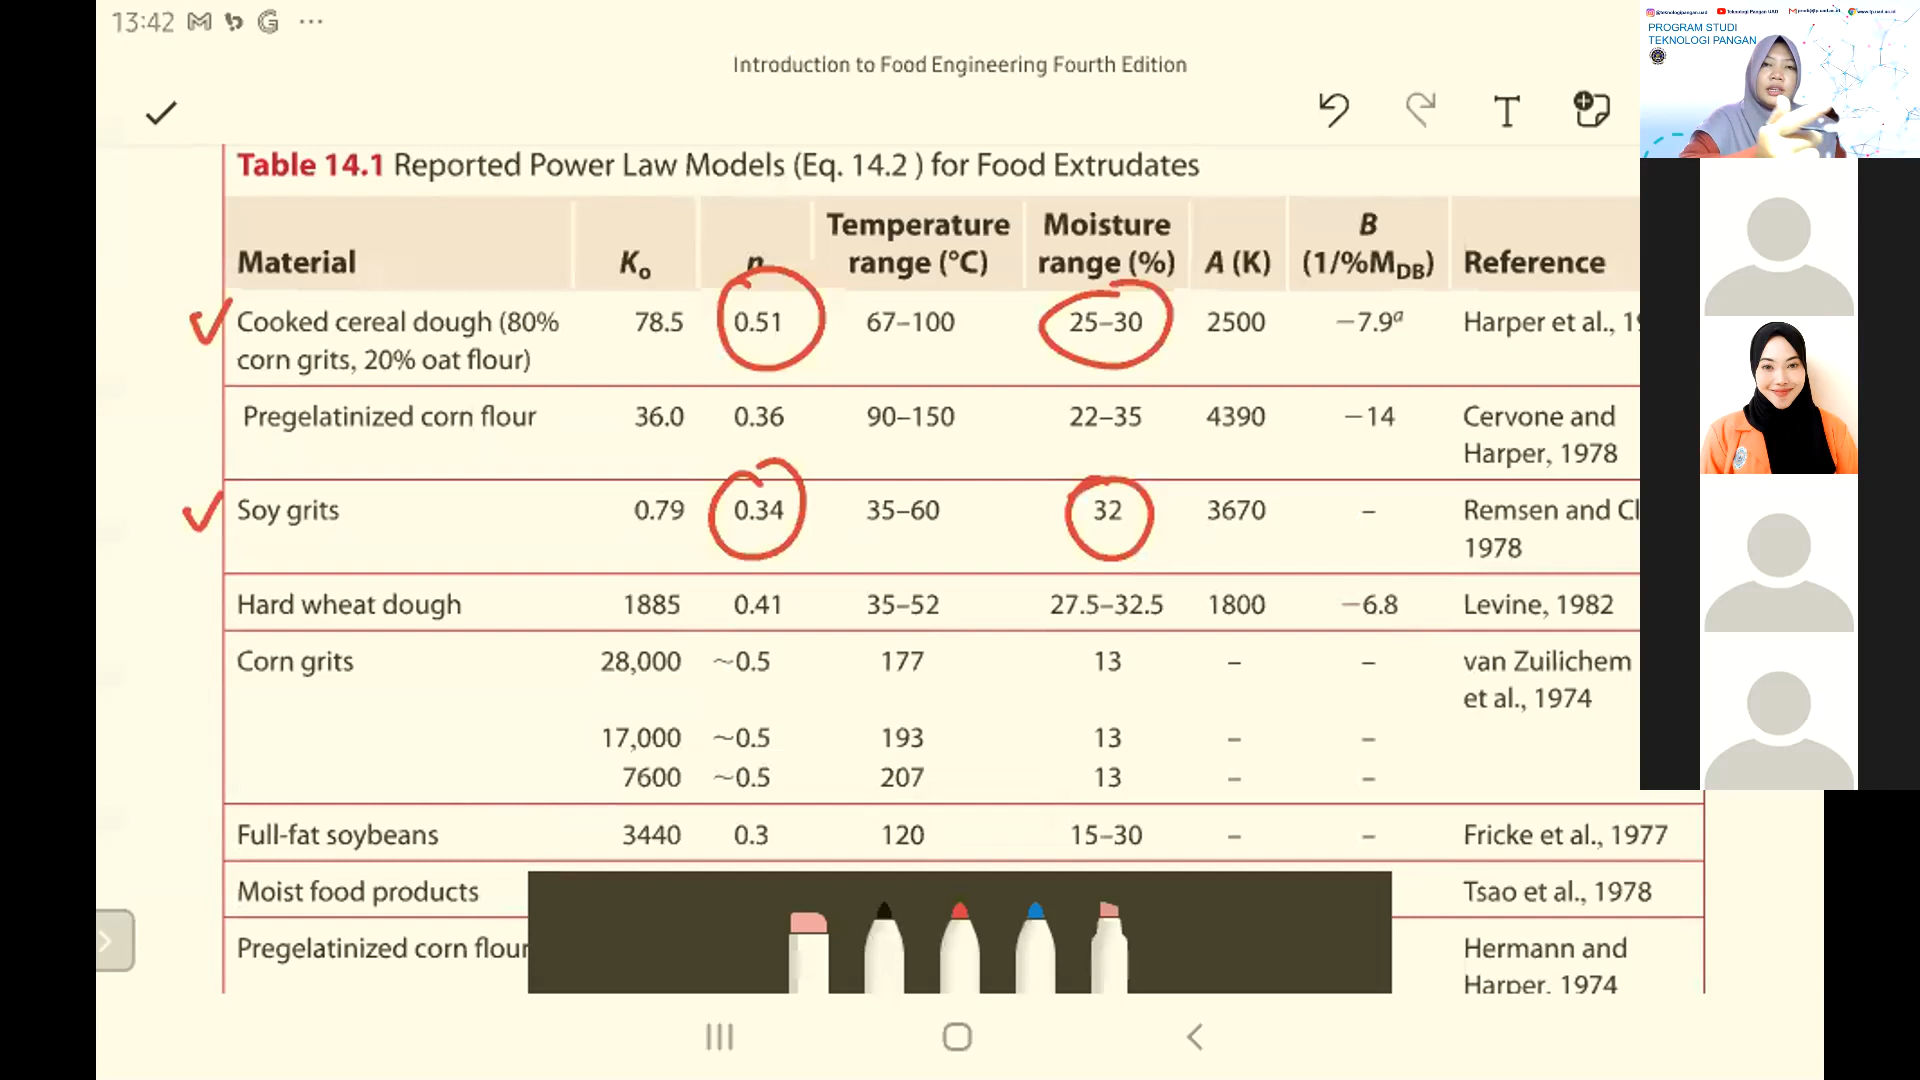 13:42
Introduction to Food Engineering Fourth Edition
T
Table 14.1 Reported Power Law Models (Eq. 14.2 ) for Food Extrudates
Material K₀ n Temperature range (°C) Moisture range (%) A (K) B (1/%M_DB) Reference
Cooked cereal dough (80% 78.5 0.51 67–100 25–30 2500 −7.9ᵃ Harper et al.,
corn grits, 20% oat flour)
Pregelatinized corn flour 36.0 0.36 90–150 22–35 4390 −14 Cervone and
Harper, 1978
Soy grits 0.79 0.34 35–60 32 3670 – Remsen and
1978
Hard wheat dough 1885 0.41 35–52 27.5–32.5 1800 −6.8 Levine, 1982
Corn grits 28,000 ~0.5 177 13 – – van Zuilichem
et al., 1974
17,000 ~0.5 193 13 – –
7600 ~0.5 207 13 – –
Full-fat soybeans 3440 0.3 120 15–30 – – Fricke et al., 1977
Moist food products Tsao et al., 1978
Pregelatinized corn flour Hermann and
Harper, 1974
@teknologipangan.uad Teknologi Pangan UAD
PROGRAM STUDI
TEKNOLOGI PANGAN